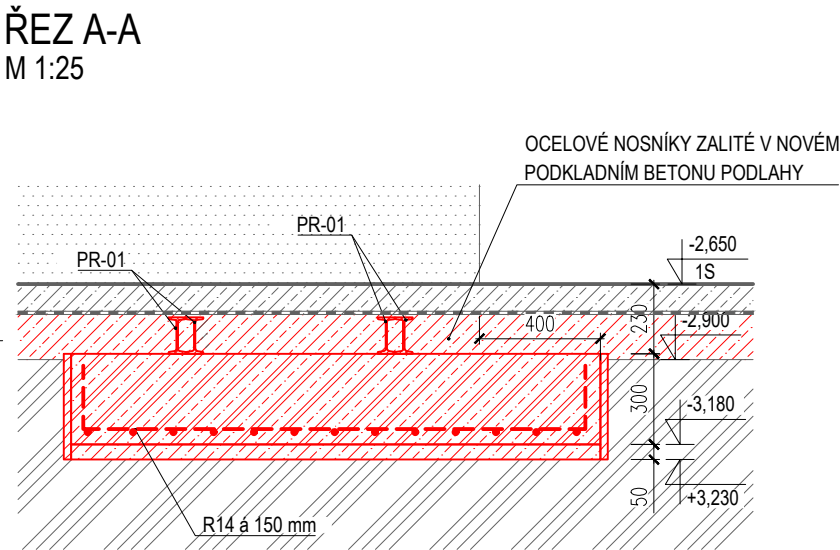 ŘEZ A-A
M 1:25
OCELOVÉ NOSNÍKY ZALITÉ V NOVÉM
PODKLADNÍM BETONU PODLAHY
PR-01
PR-01
-2,650
1S
230
400
-2,900
300
-3,180
50
+3,230
R14 á 150 mm